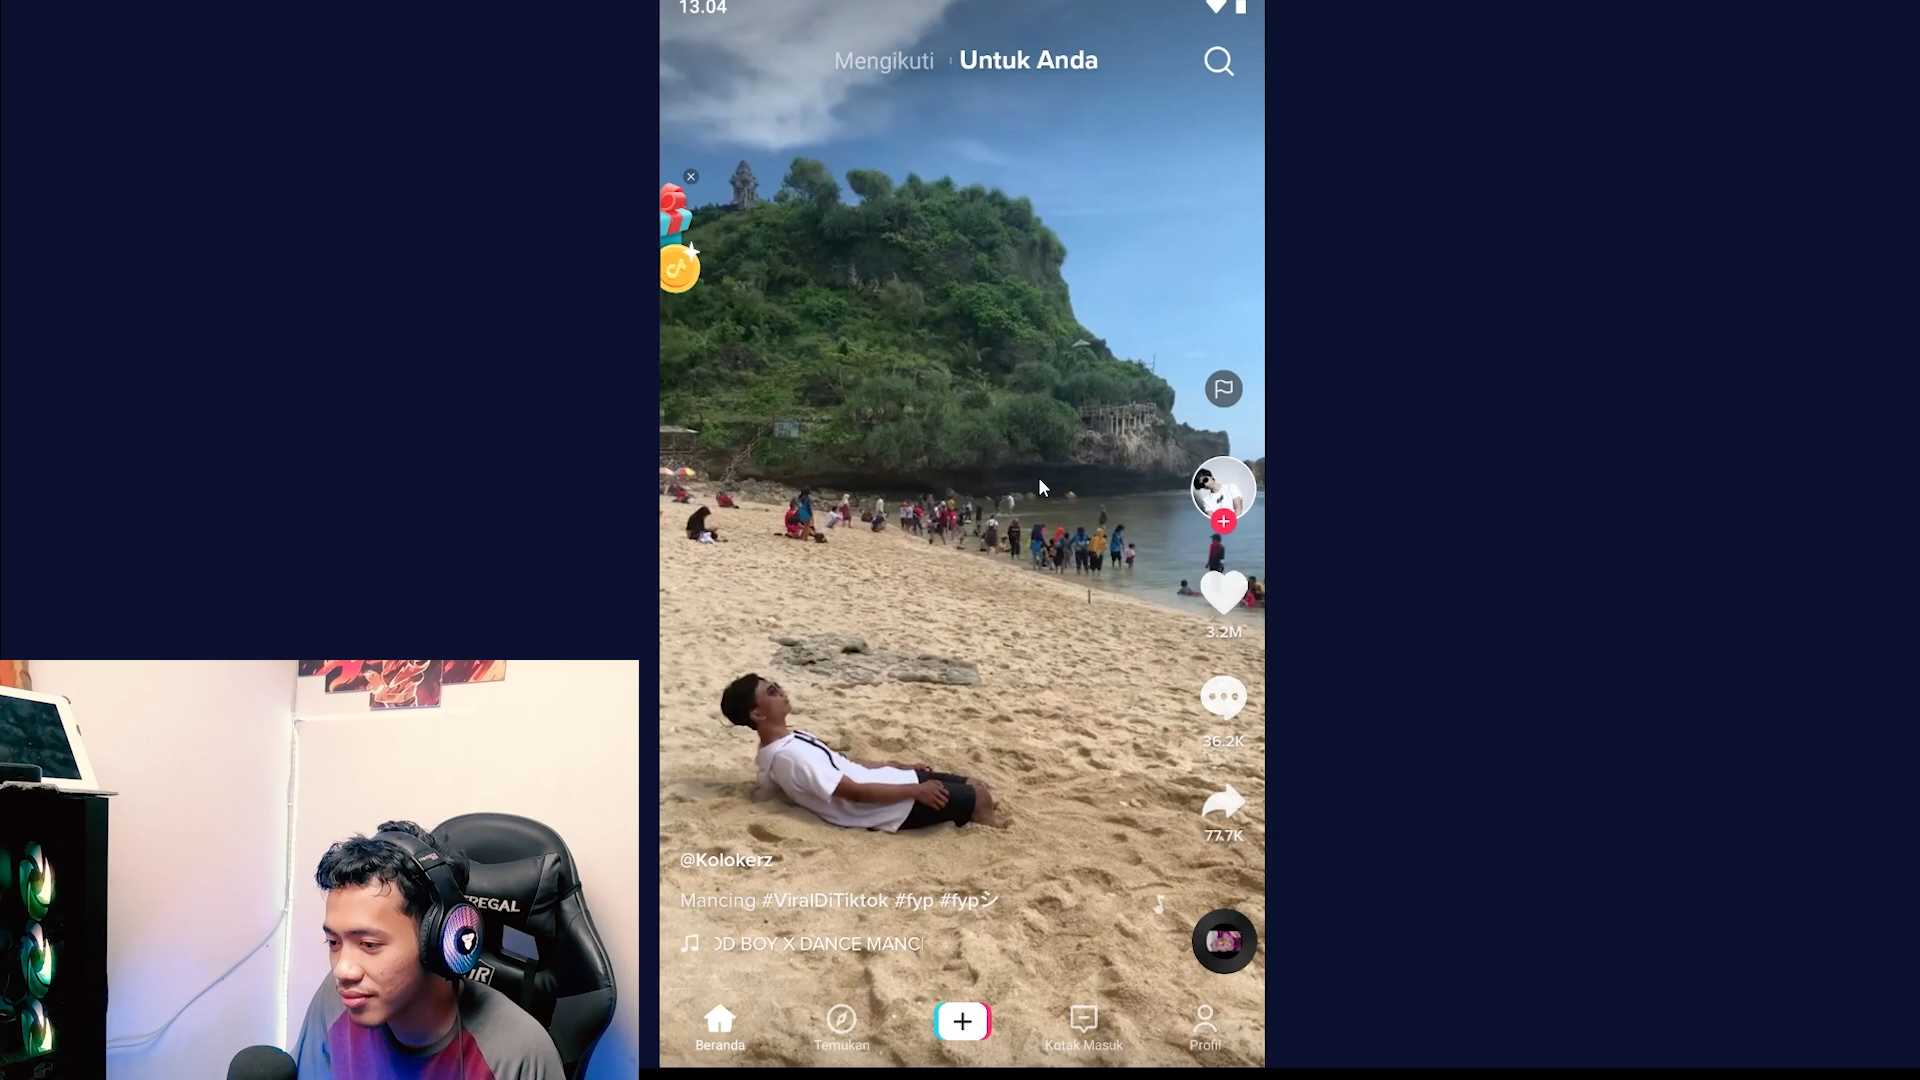 13.04
Mengikuti Untuk Anda
3.2M
36.2K
77.7K
@Kolokerz
Mancing #ViralDiTiktok #fyp #fypシ
OD BOY X DANCE MANC
Beranda Temukan Kotak Masuk Profil
REGAL